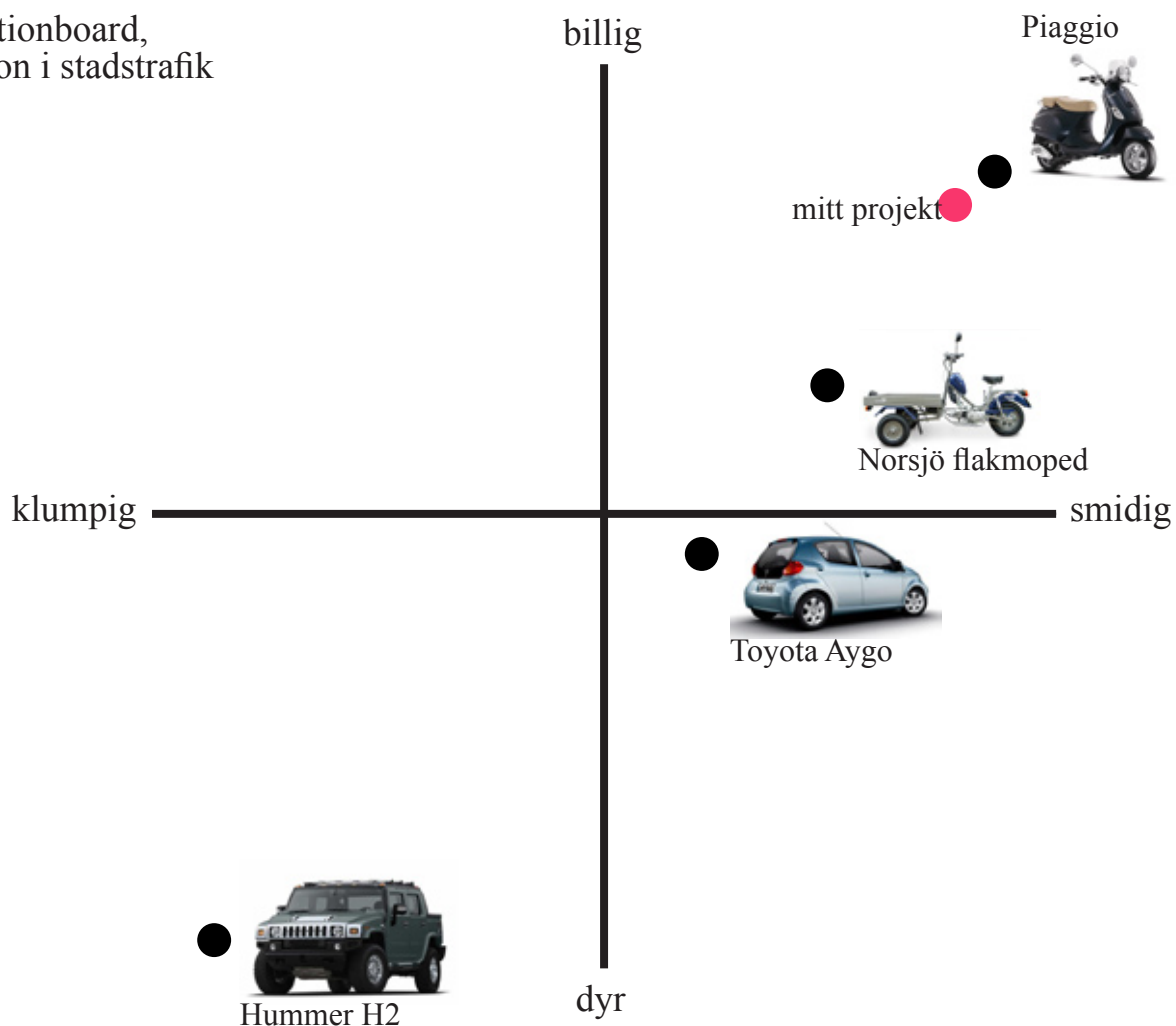 tionboard,
on i stadstrafik
billig
Piaggio
mitt projekt
Norsjö flakmoped
klumpig
smidig
Toyota Aygo
Hummer H2
dyr